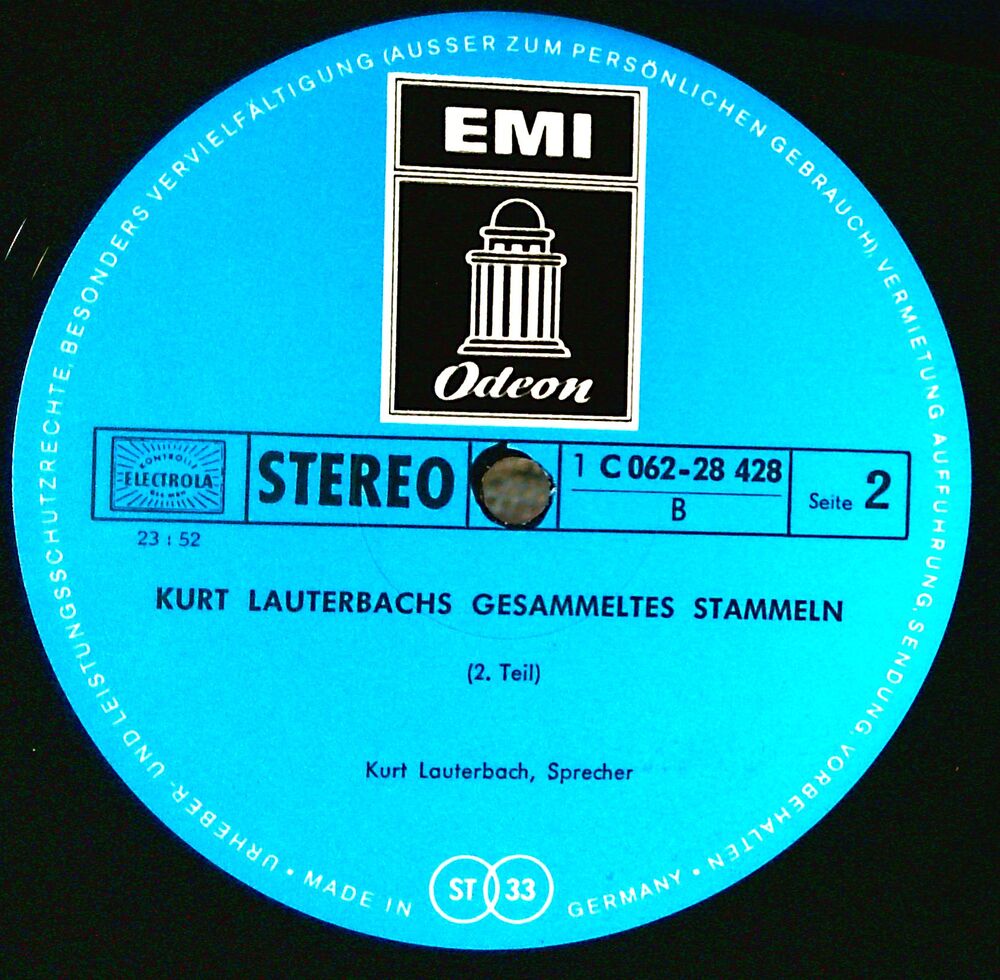 URHEBER- UND LEISTUNGSSCHUTZRECHTE, BESONDERS VERVIELFÄLTIGUNG (AUSSER ZUM PERSÖNLICHEN GEBRAUCH), VERMIETUNG AUFFÜHRUNG, SENDUNG, VORBEHALTEN •
EMI
Odeon
KONTROLLE
ELECTROLA
STEREO
1 C 062-28 428
B
Seite 2
23 : 52
KURT LAUTERBACHS GESAMMELTES STAMMELN
(2. Teil)
Kurt Lauterbach, Sprecher
• MADE IN
ST 33
GERMANY